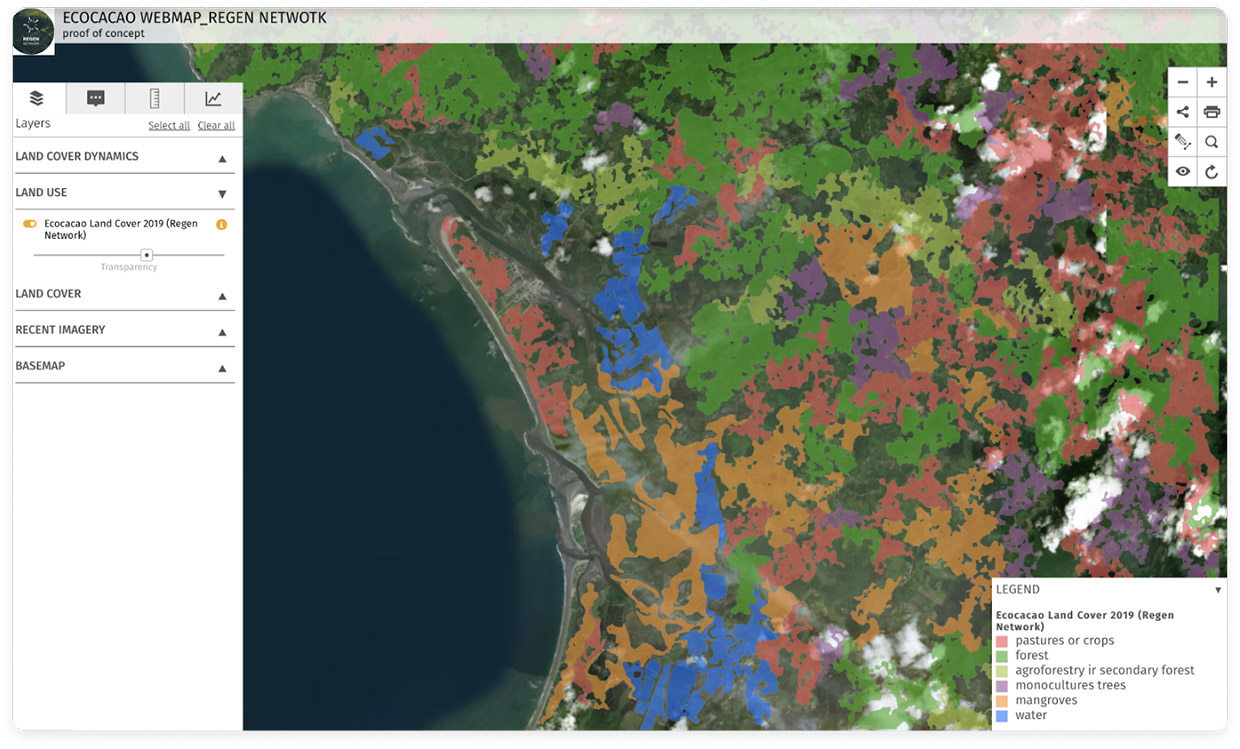 ECOCACAO WEBMAP_REGEN NETWOTK
proof of concept
REGEN
NETWORK
Layers
Select all
Clear all
LAND COVER DYNAMICS
LAND USE
Ecocacao Land Cover 2019 (Regen
Network)
Transparency
LAND COVER
RECENT IMAGERY
BASEMAP
LEGEND
Ecocacao Land Cover 2019 (Regen
Network)
pastures or crops
forest
agroforestry ir secondary forest
monocultures trees
mangroves
water